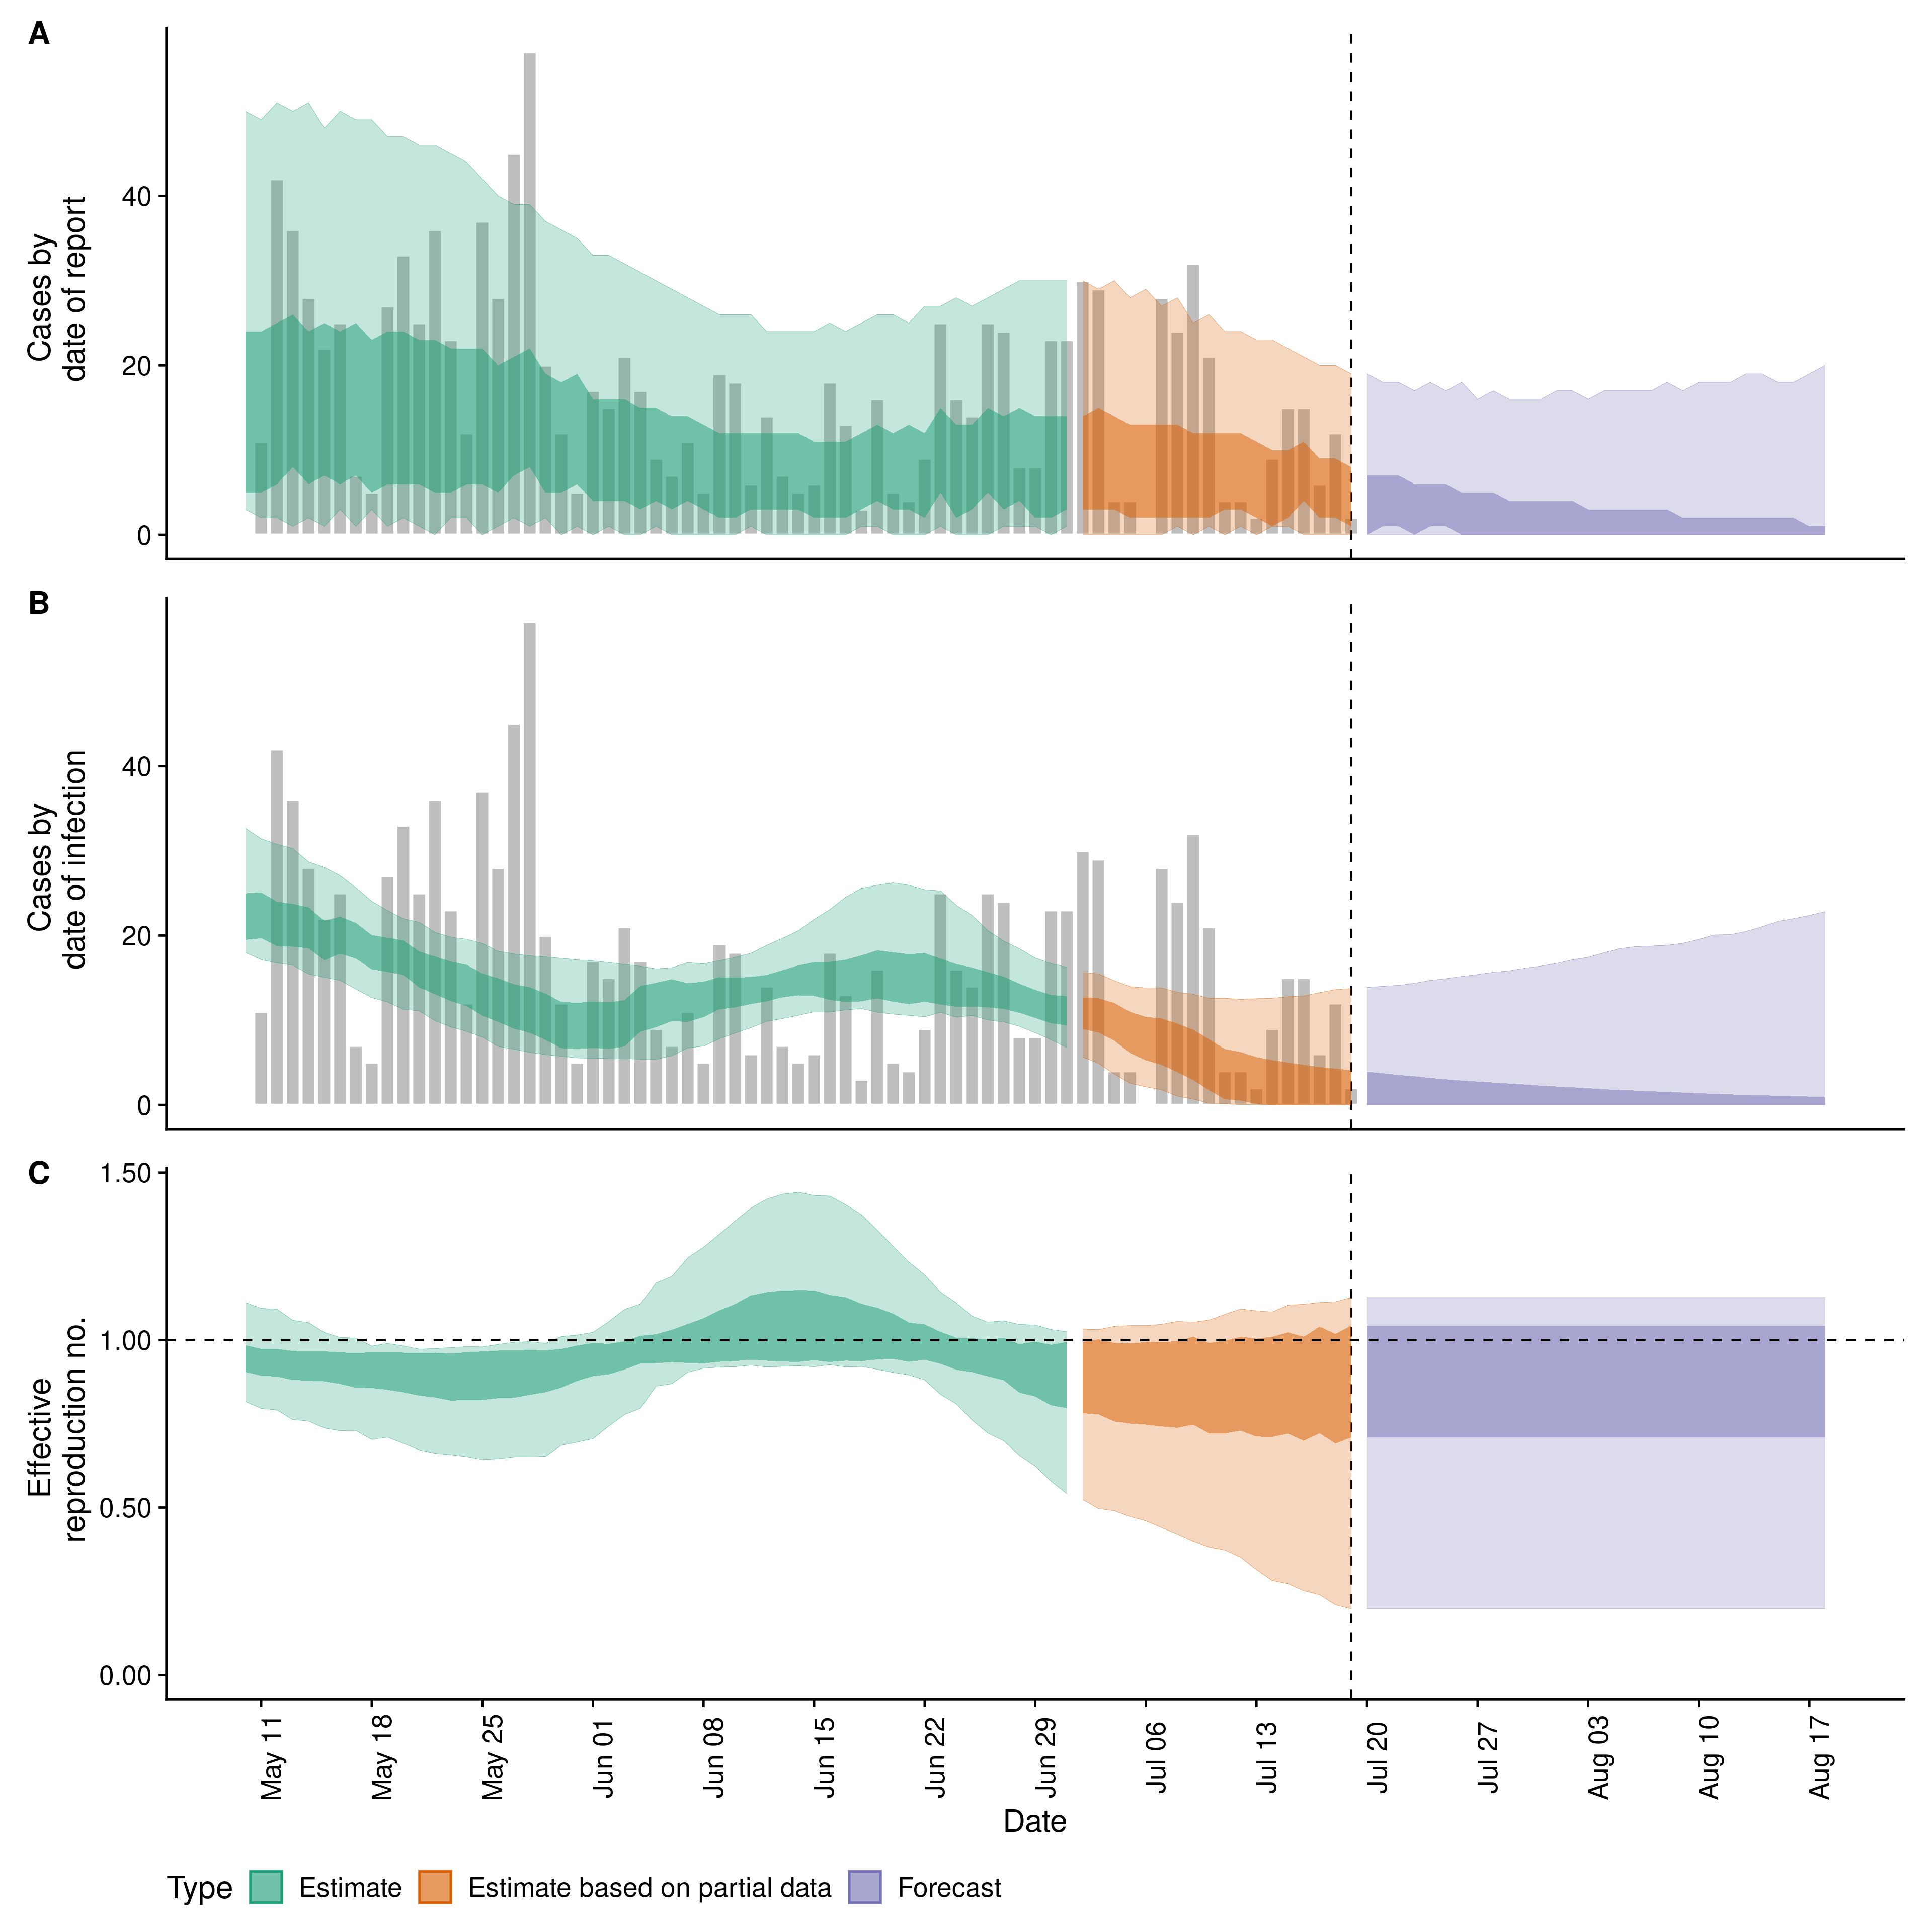 A
Cases by
date of report
40
20
0
B
Cases by
date of infection
40
20
0
C
Effective
reproduction no.
1.50
1.00
0.50
0.00
May 11
May 18
May 25
Jun 01
Jun 08
Jun 15
Jun 22
Jun 29
Jul 06
Jul 13
Jul 20
Jul 27
Aug 03
Aug 10
Aug 17
Date
Type Estimate Estimate based on partial data Forecast